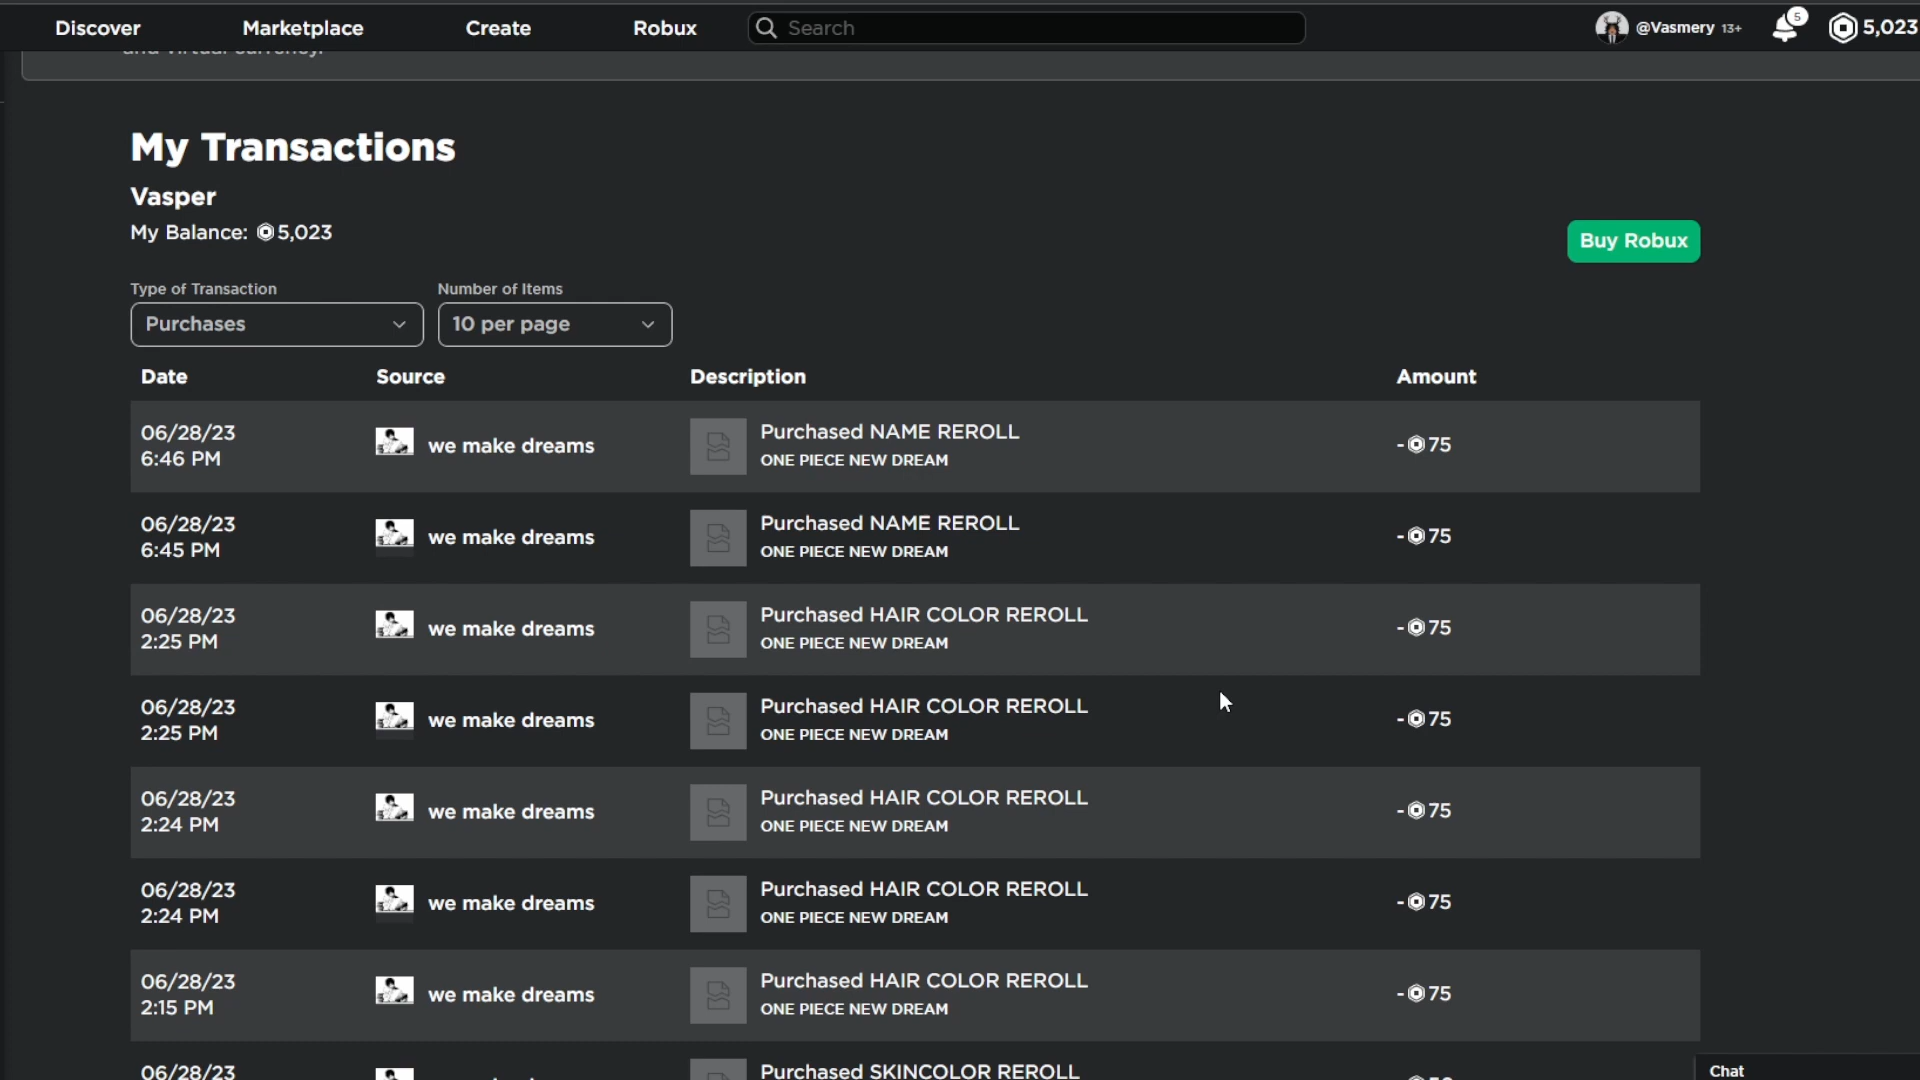 Discover Marketplace Create Robux Search @Vasmery 13+ 5 5,023
and virtual currency.
My Transactions
Vasper
My Balance: 5,023
Buy Robux
Type of Transaction Number of Items
Purchases 10 per page
Date Source Description Amount
06/28/23
6:46 PM
we make dreams
Purchased NAME REROLL
ONE PIECE NEW DREAM
-75
06/28/23
6:45 PM
we make dreams
Purchased NAME REROLL
ONE PIECE NEW DREAM
-75
06/28/23
2:25 PM
we make dreams
Purchased HAIR COLOR REROLL
ONE PIECE NEW DREAM
-75
06/28/23
2:25 PM
we make dreams
Purchased HAIR COLOR REROLL
ONE PIECE NEW DREAM
-75
06/28/23
2:24 PM
we make dreams
Purchased HAIR COLOR REROLL
ONE PIECE NEW DREAM
-75
06/28/23
2:24 PM
we make dreams
Purchased HAIR COLOR REROLL
ONE PIECE NEW DREAM
-75
06/28/23
2:15 PM
we make dreams
Purchased HAIR COLOR REROLL
ONE PIECE NEW DREAM
-75
06/28/23
Purchased SKINCOLOR REROLL
Chat